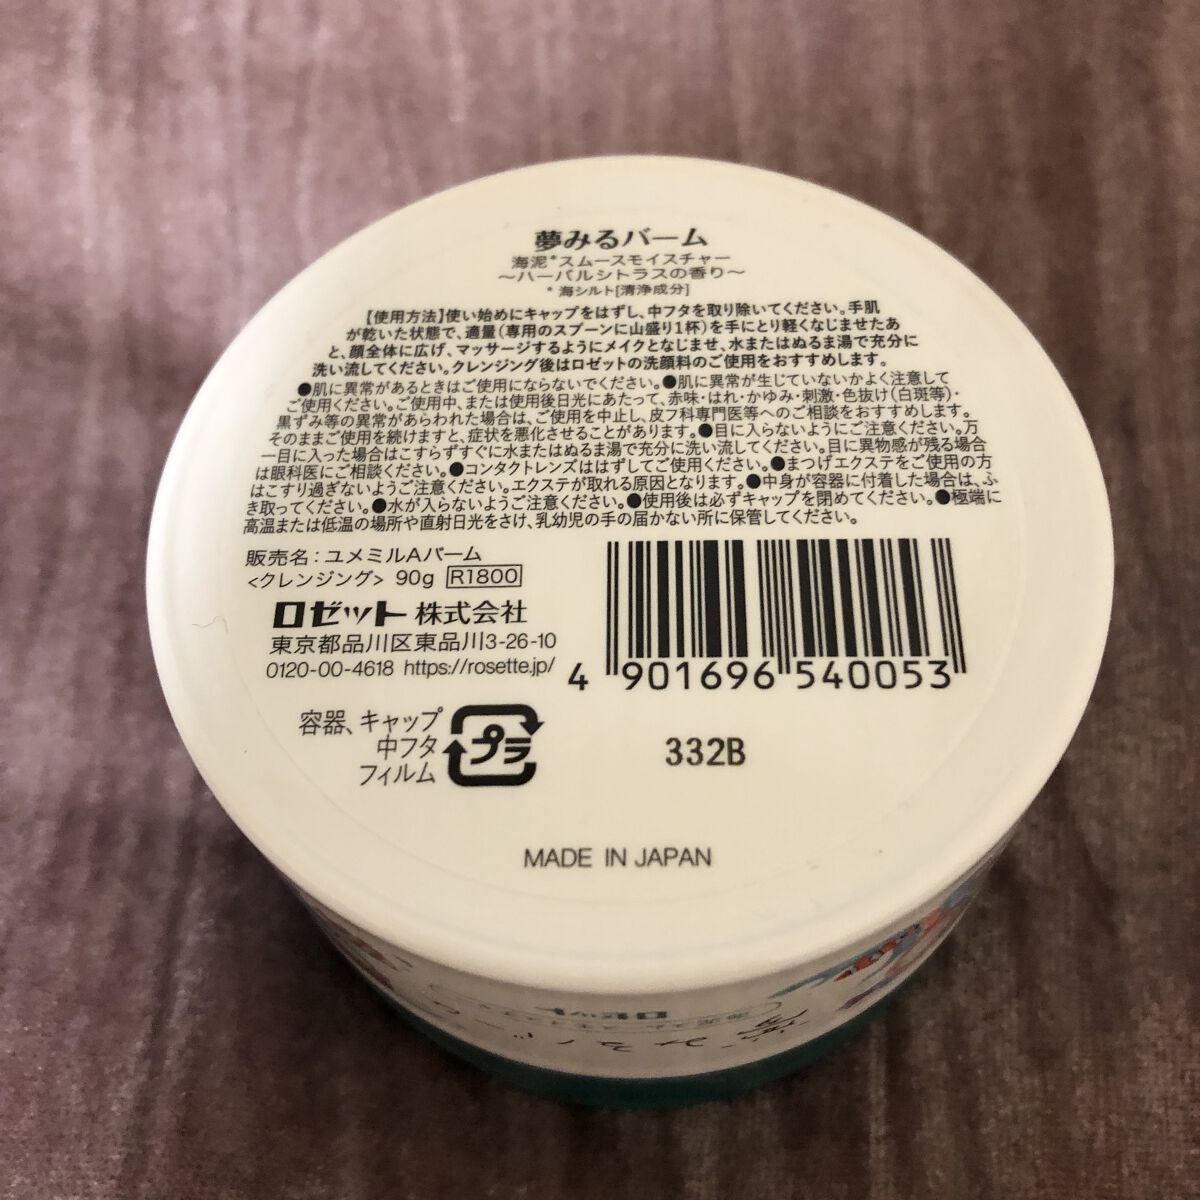 夢みるバーム
海泥*スムースモイスチャー
〜ハーバルシトラスの香り〜
*海シルト[清浄成分]
【使用方法】使い始めにキャップをはずし、中フタを取り除いてください。手肌
が乾いた状態で、適量(専用のスプーンに山盛り1杯)を手にとり軽くなじませたあ
と、顔全体に広げ、マッサージするようにメイクとなじませ、水またはぬるま湯で充分に
洗い流してください。クレンジング後はロゼットの洗顔料のご使用をおすすめします。
●肌に異常があるときはご使用にならないでください。●肌に異常が生じていないかよく注意して
ご使用ください。ご使用中、または使用後日光にあたって、赤味・はれ・かゆみ・刺激・色抜け(白斑等)・
黒ずみ等の異常があらわれた場合は、ご使用を中止し、皮フ科専門医等へのご相談をおすすめします。
そのままご使用を続けますと、症状を悪化させることがあります。●目に入らないようにご注意ください。万
一目に入った場合はこすらずすぐに水またはぬるま湯で充分に洗い流してください。目に異物感が残る場合
は眼科医にご相談ください。●コンタクトレンズははずしてご使用ください。●まつげエクステをご使用の方
はこすり過ぎないようご注意ください。エクステが取れる原因となります。●中身が容器に付着した場合は、ふ
き取ってください。●水が入らないようご注意ください。●使用後は必ずキャップを閉めてください。●極端に
高温または低温の場所や直射日光をさけ、乳幼児の手の届かない所に保管してください。
販売名:ユメミルAバーム
<クレンジング> 90g R1800
ロゼット株式会社
東京都品川区東品川3-26-10
0120-00-4618 https://rosette.jp/
4 901696 540053
容器、キャップ
中フタ
フィルム
プラ
332B
MADE IN JAPAN
ロゼット
夢みるバーム